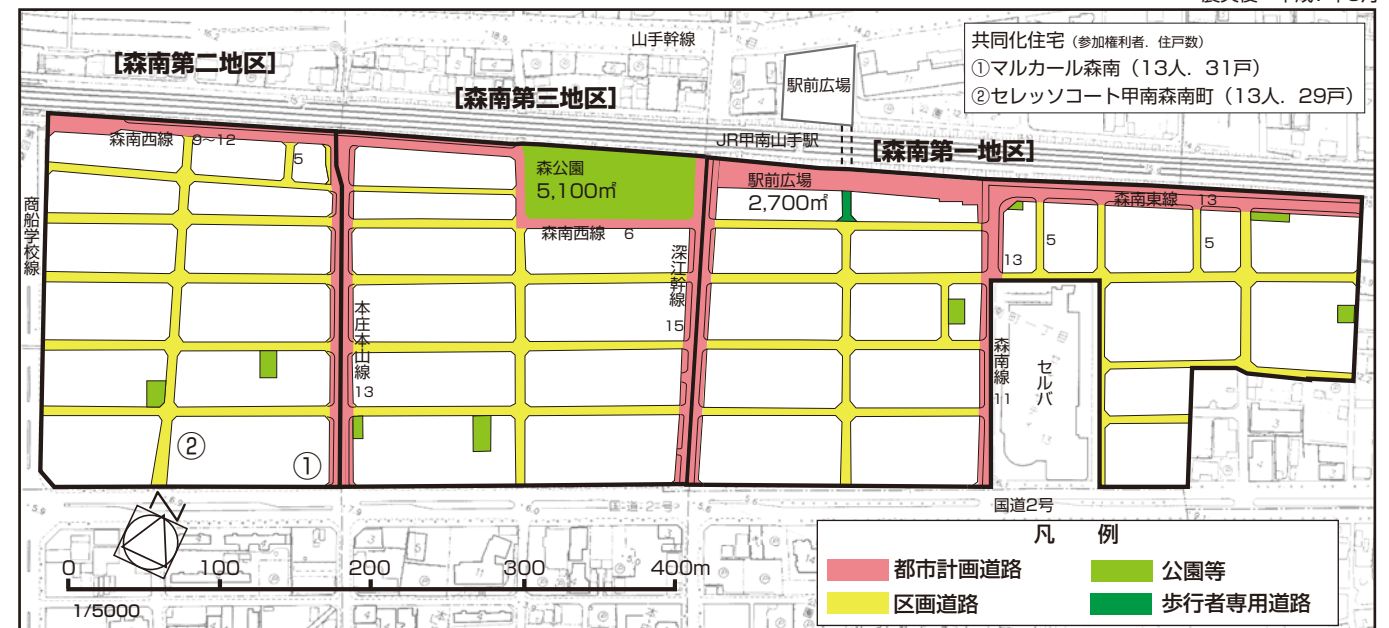 山手幹線
共同化住宅(参加権利者.住戸数)
①マルカール森南(13人.31戸)
②セレッソコート甲南森南町(13人.29戸)
[森南第二地区]
[森南第三地区]
駅前広場
JR甲南山手駅
[森南第一地区]
森南西線 9~12
5
森公園
5,100㎡
駅前広場
2,700㎡
森南東線 13
商船学校線
森南西線 6
深江幹線
15
13
5
5
本庄本山線
13
森南線
11
セルバ
②
①
国道2号
N
0 100 200 300 400m
1/5000
凡 例
都市計画道路
公園等
区画道路
歩行者専用道路